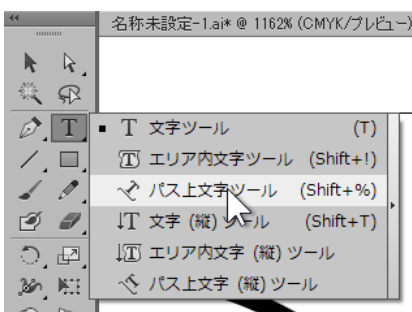 名称未設定-1.ai* @ 1162% (CMYK/プレビュー)
T 文字ツール (T)
エリア内文字ツール (Shift+!)
パス上文字ツール (Shift+%)
文字 (縦) ツール (Shift+T)
エリア内文字 (縦) ツール
パス上文字 (縦) ツール